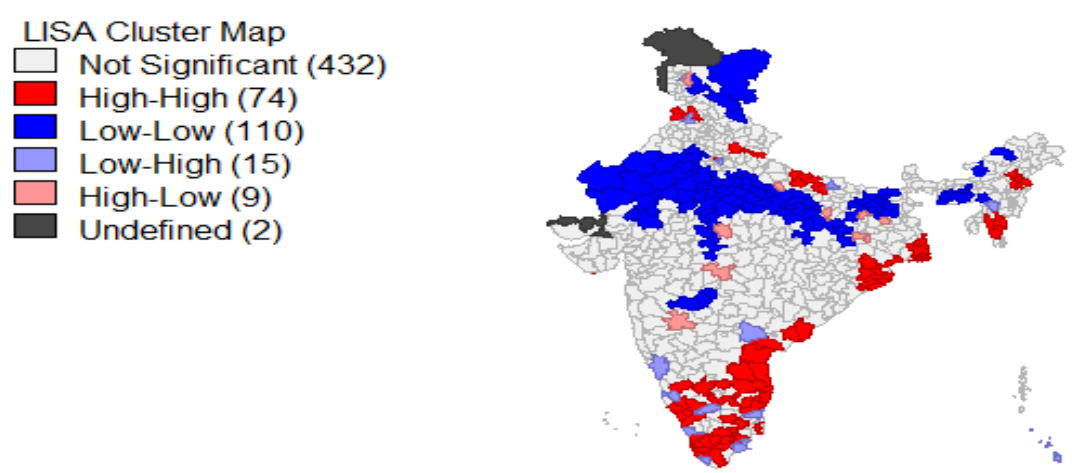 LISA Cluster Map
Not Significant (432)
High-High (74)
Low-Low (110)
Low-High (15)
High-Low (9)
Undefined (2)